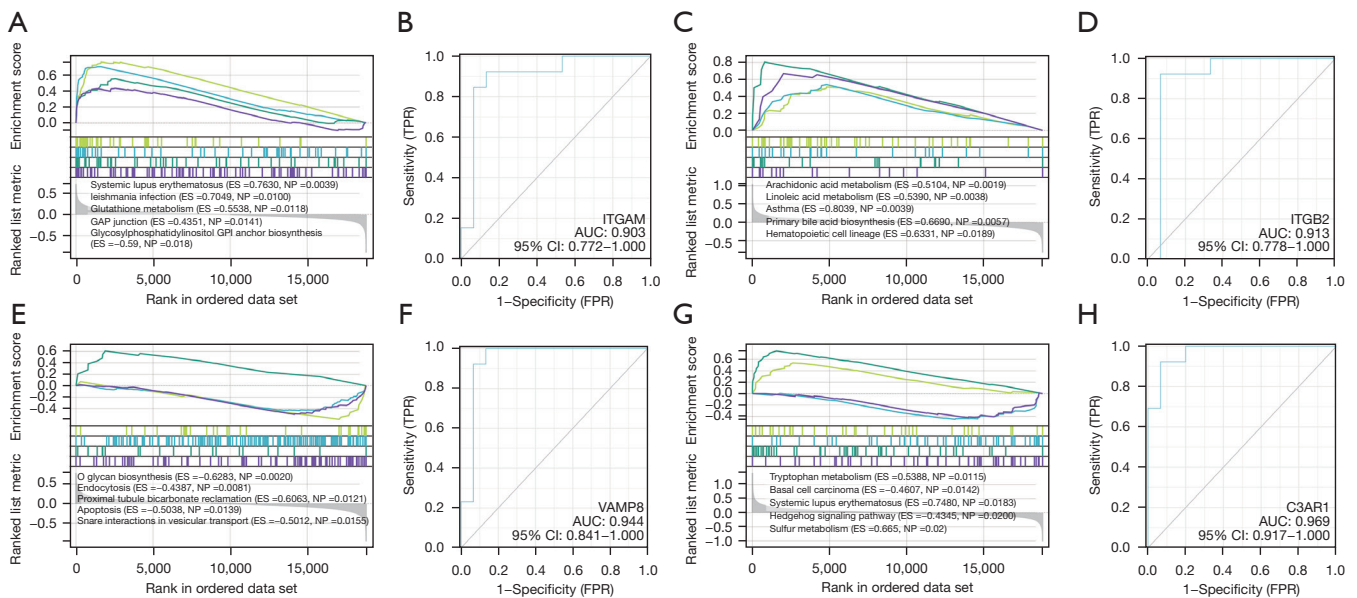 A
Enrichment score
0.6
0.4
0.2
0.0
Ranked list metric
0.5
0.0
−0.5
Systemic lupus erythematosus (ES =0.7630, NP =0.0039)
leishmania infection (ES =0.7049, NP =0.0100)
Glutathione metabolism (ES =0.5538, NP =0.0118)
GAP junction (ES =0.4351, NP =0.0141)
Glycosylphosphatidylinositol GPI anchor biosynthesis
(ES =−0.59, NP =0.018)
0 5,000 10,000 15,000
Rank in ordered data set
B
Sensitivity (TPR)
1.0
0.8
0.6
0.4
0.2
0.0
ITGAM
AUC: 0.903
95% CI: 0.772–1.000
0.0 0.2 0.4 0.6 0.8 1.0
1−Specificity (FPR)
C
Enrichment score
0.8
0.6
0.4
0.2
0.0
Ranked list metric
1.0
0.5
0.0
−0.5
Arachidonic acid metabolism (ES =0.5104, NP =0.0019)
Linoleic acid metabolism (ES =0.5390, NP =0.0038)
Asthma (ES =0.8039, NP =0.0039)
Primary bile acid biosynthesis (ES =0.6690, NP =0.0057)
Hematopoietic cell lineage (ES =0.6331, NP =0.0189)
0 5,000 10,000 15,000
Rank in ordered data set
D
Sensitivity (TPR)
1.0
0.8
0.6
0.4
0.2
0.0
ITGB2
AUC: 0.913
95% CI: 0.778–1.000
0.0 0.2 0.4 0.6 0.8 1.0
1−Specificity (FPR)
E
Enrichment score
0.6
0.4
0.2
0.0
−0.4
Ranked list metric
0.5
0.0
−0.5
O glycan biosynthesis (ES =−0.6283, NP =0.0020)
Endocytosis (ES =−0.4387, NP =0.0081)
Proximal tubule bicarbonate reclamation (ES =0.6063, NP =0.0121)
Apoptosis (ES =−0.5038, NP =0.0139)
Snare interactions in vesicular transport (ES =−0.5012, NP =0.0155)
0 5,000 10,000 15,000
Rank in ordered data set
F
Sensitivity (TPR)
1.0
0.8
0.6
0.4
0.2
0.0
VAMP8
AUC: 0.944
95% CI: 0.841–1.000
0.0 0.2 0.4 0.6 0.8 1.0
1−Specificity (FPR)
G
Enrichment score
0.6
0.4
0.2
0.0
−0.2
−0.4
Ranked list metric
1.0
0.5
0.0
−0.5
−1.0
Tryptophan metabolism (ES =0.5388, NP =0.0115)
Basal cell carcinoma (ES =−0.4607, NP =0.0142)
Systemic lupus erythematosus (ES =0.7480, NP =0.0183)
Hedgehog signaling pathway (ES =−0.4345, NP =0.0200)
Sulfur metabolism (ES =0.665, NP =0.02)
0 5,000 10,000 15,000
Rank in ordered data set
H
Sensitivity (TPR)
1.0
0.8
0.6
0.4
0.2
0.0
C3AR1
AUC: 0.969
95% CI: 0.917–1.000
0.0 0.2 0.4 0.6 0.8 1.0
1−Specificity (FPR)